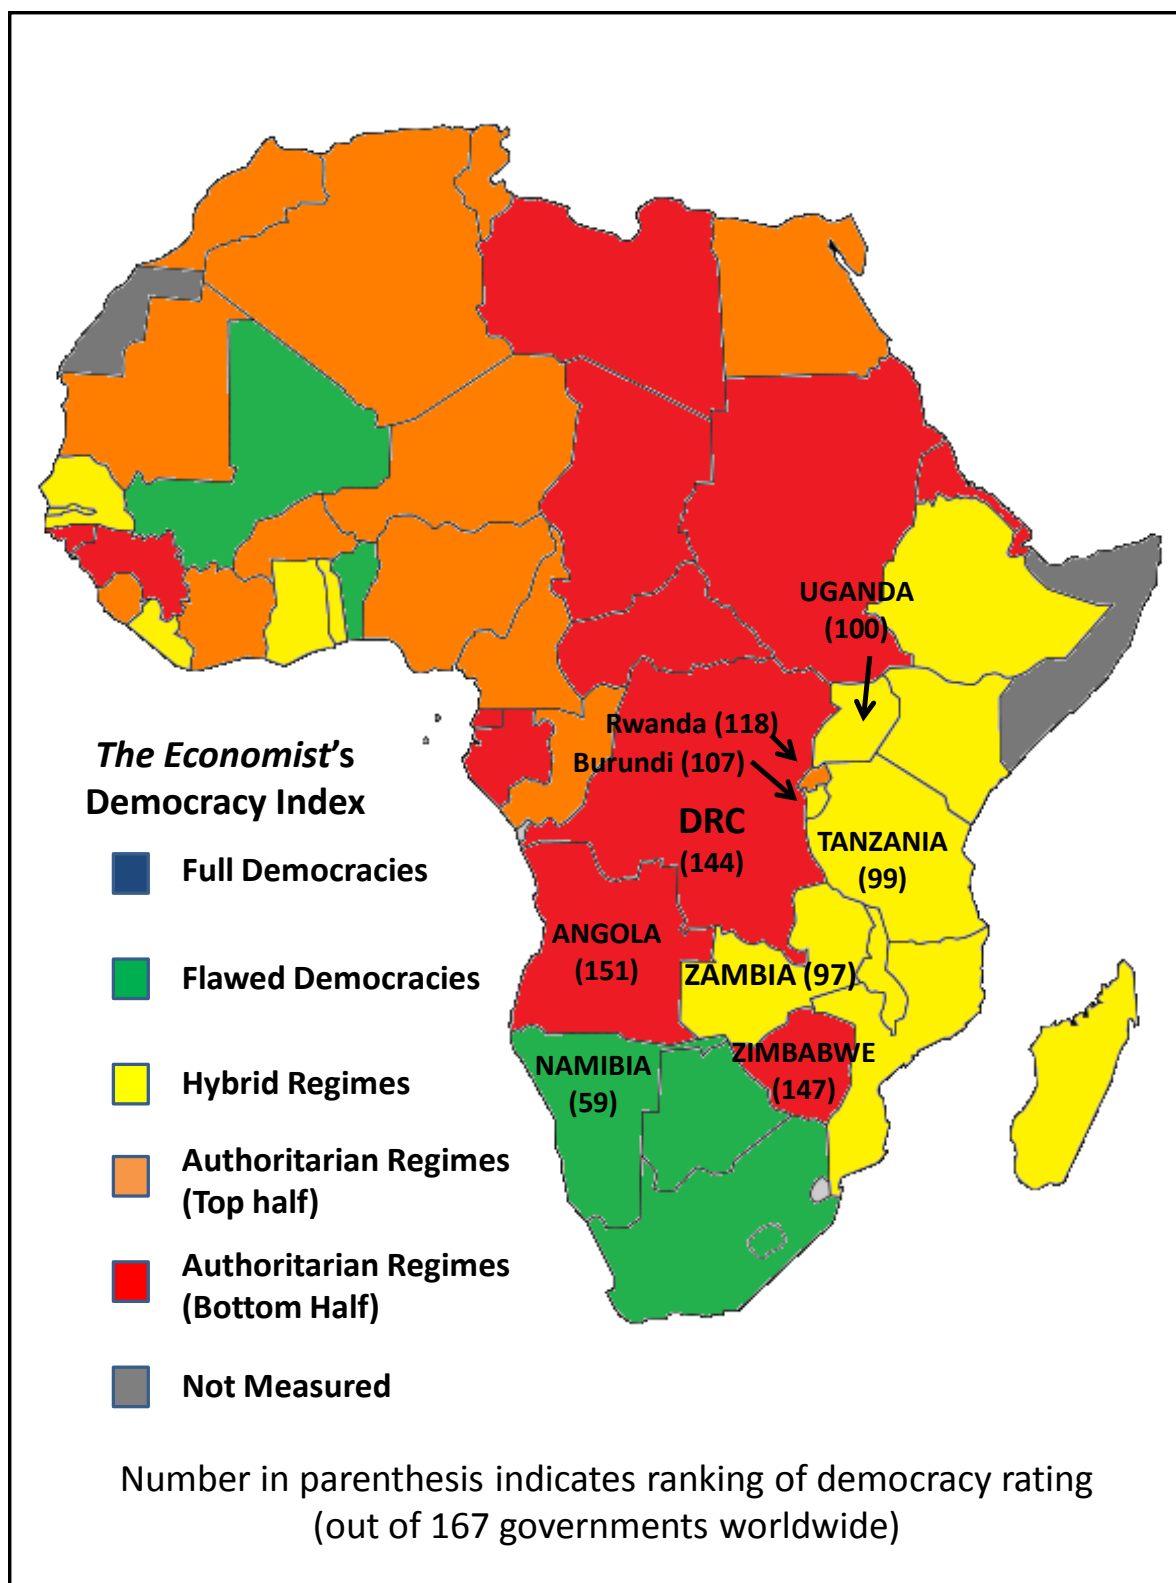 UGANDA
(100)
Rwanda (118)
Burundi (107)
The Economist's
Democracy Index
DRC
(144)
TANZANIA
(99)
Full Democracies
ANGOLA
(151)
ZAMBIA (97)
Flawed Democracies
NAMIBIA
(59)
ZIMBABWE
(147)
Hybrid Regimes
Authoritarian Regimes
(Top half)
Authoritarian Regimes
(Bottom Half)
Not Measured
Number in parenthesis indicates ranking of democracy rating
(out of 167 governments worldwide)